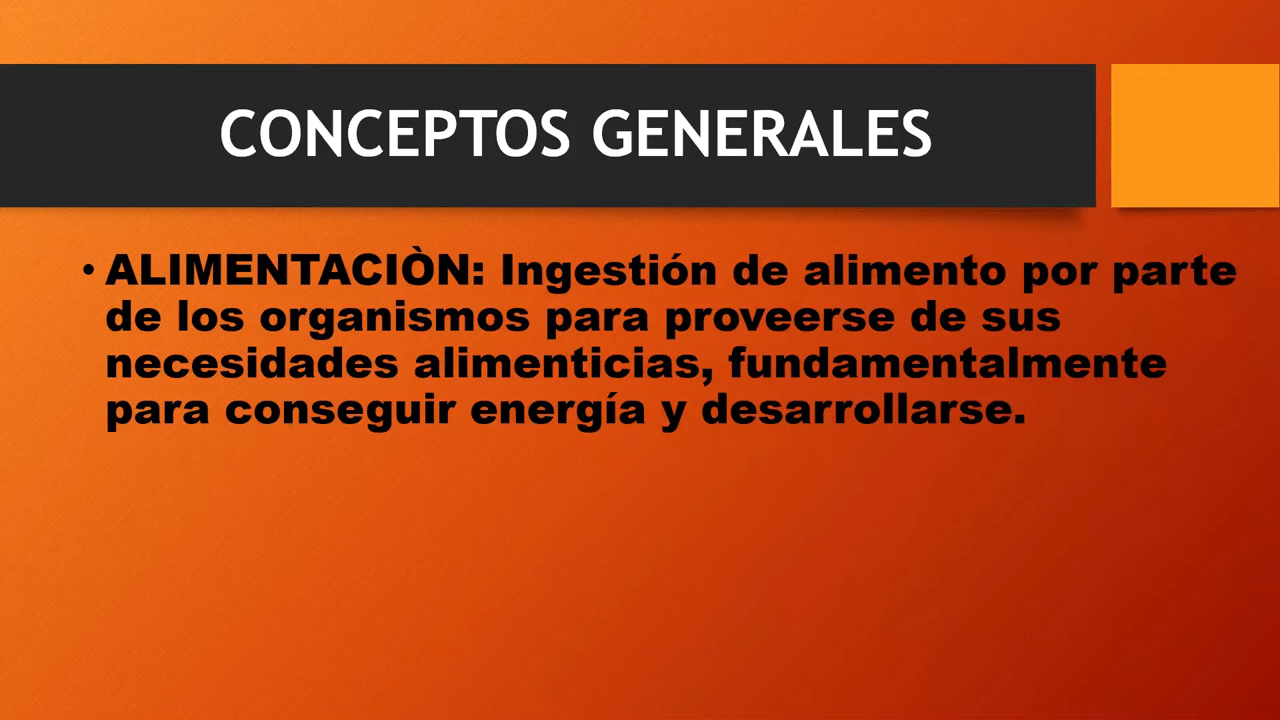 CONCEPTOS GENERALES
• ALIMENTACIÒN: Ingestión de alimento por parte
de los organismos para proveerse de sus
necesidades alimenticias, fundamentalmente
para conseguir energía y desarrollarse.